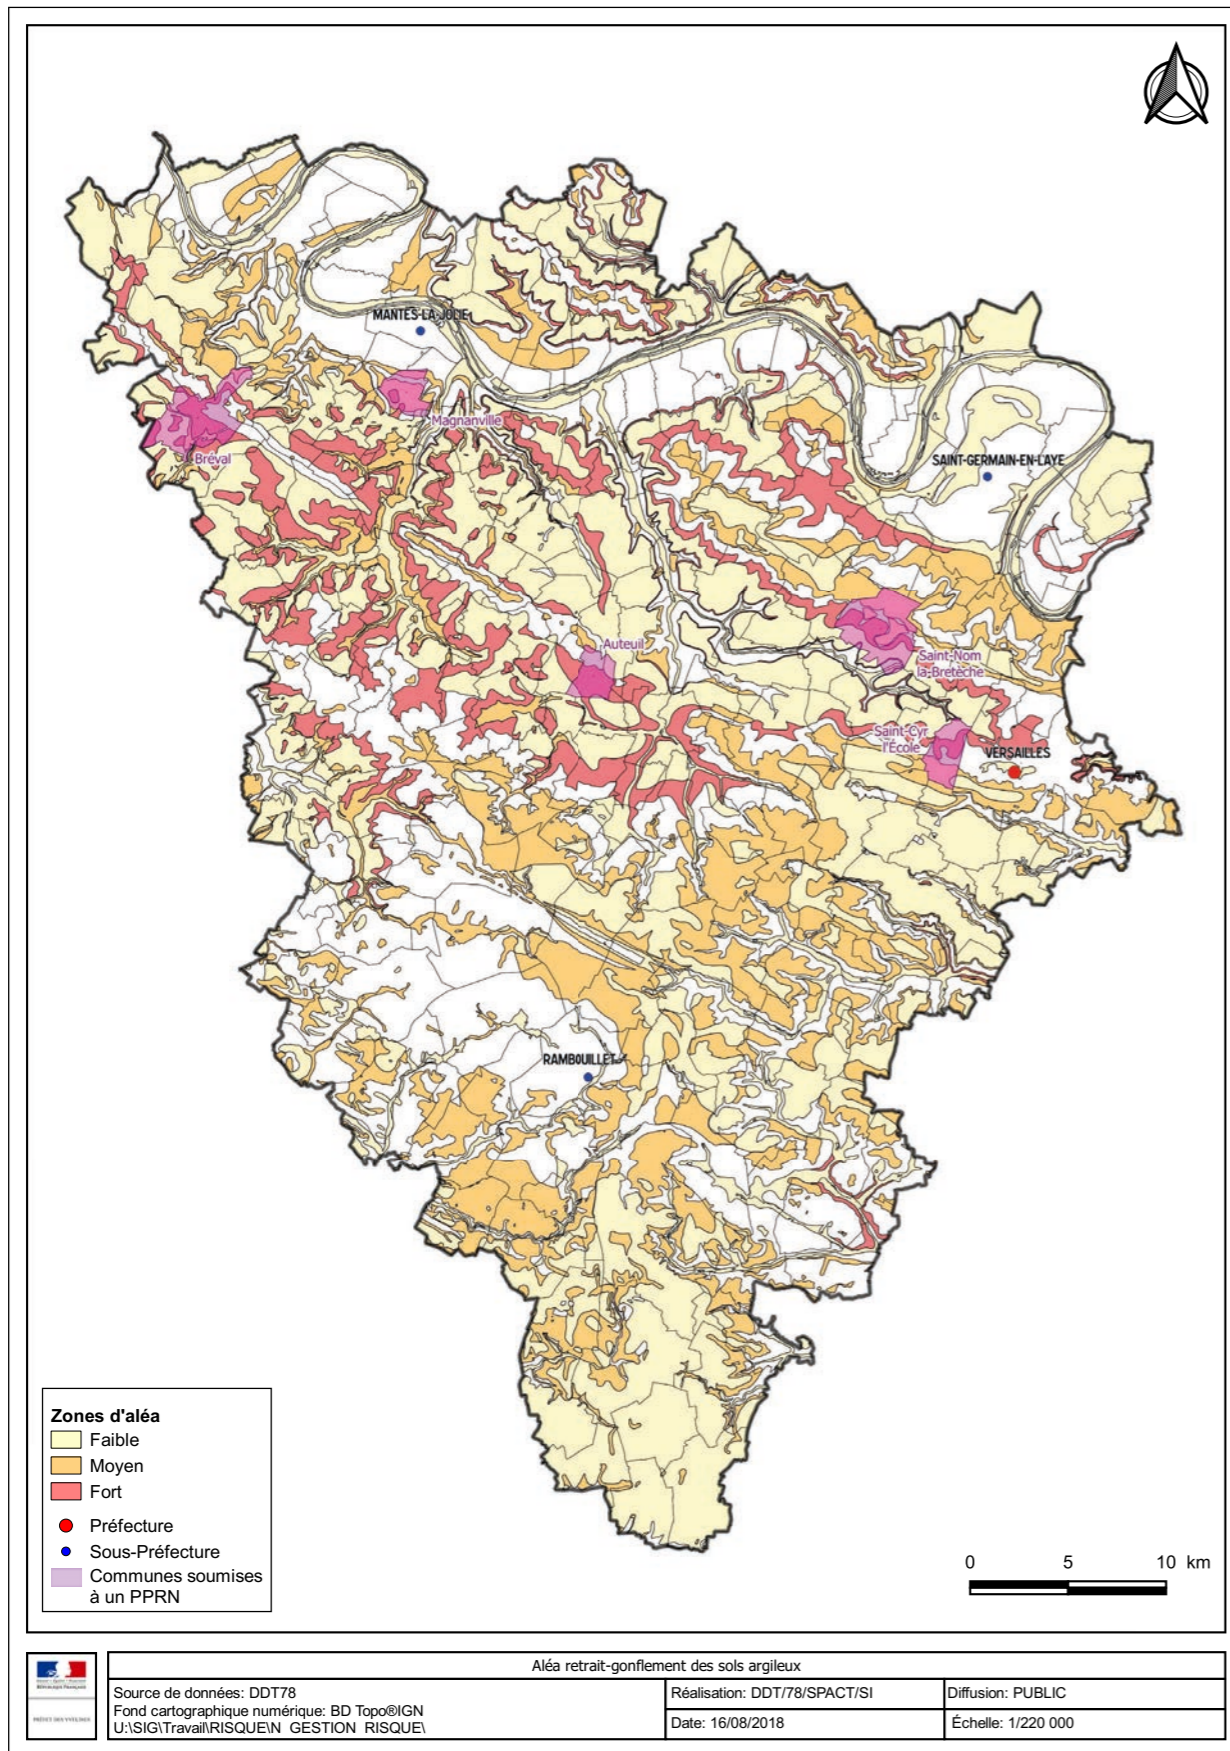 MANTES-LA-JOLIE
Magnanville
Bréval
SAINT-GERMAIN-EN-LAYE
Auteuil
Saint-Nom
la-Bretèche
Saint-Cyr
l'École
VERSAILLES
RAMBOUILLET
Zones d'aléa
Faible
Moyen
Fort
Préfecture
Sous-Préfecture
Communes soumises
à un PPRN
0 5 10 km
Aléa retrait-gonflement des sols argileux
Source de données: DDT78
Fond cartographique numérique: BD Topo®IGN
U:\SIG\Travail\RISQUE\N_GESTION_RISQUE\
Réalisation: DDT/78/SPACT/SI
Diffusion: PUBLIC
Date: 16/08/2018
Échelle: 1/220 000
PRÉFET DES YVELINES